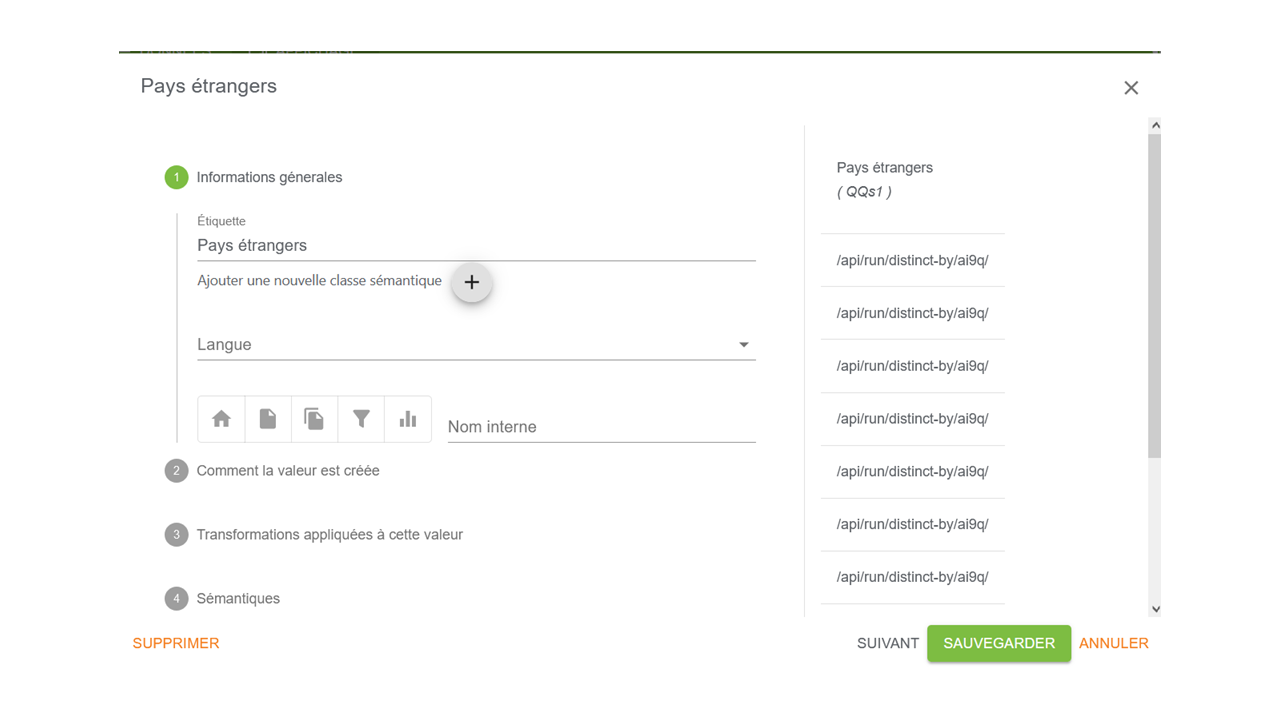 Pays étrangers
1 Informations génerales
Étiquette
Pays étrangers
Ajouter une nouvelle classe sémantique
Langue
Nom interne
2 Comment la valeur est créée
3 Transformations appliquées à cette valeur
4 Sémantiques
Pays étrangers
( QQs1 )
/api/run/distinct-by/ai9q/
/api/run/distinct-by/ai9q/
/api/run/distinct-by/ai9q/
/api/run/distinct-by/ai9q/
/api/run/distinct-by/ai9q/
/api/run/distinct-by/ai9q/
/api/run/distinct-by/ai9q/
SUPPRIMER
SUIVANT
SAUVEGARDER
ANNULER